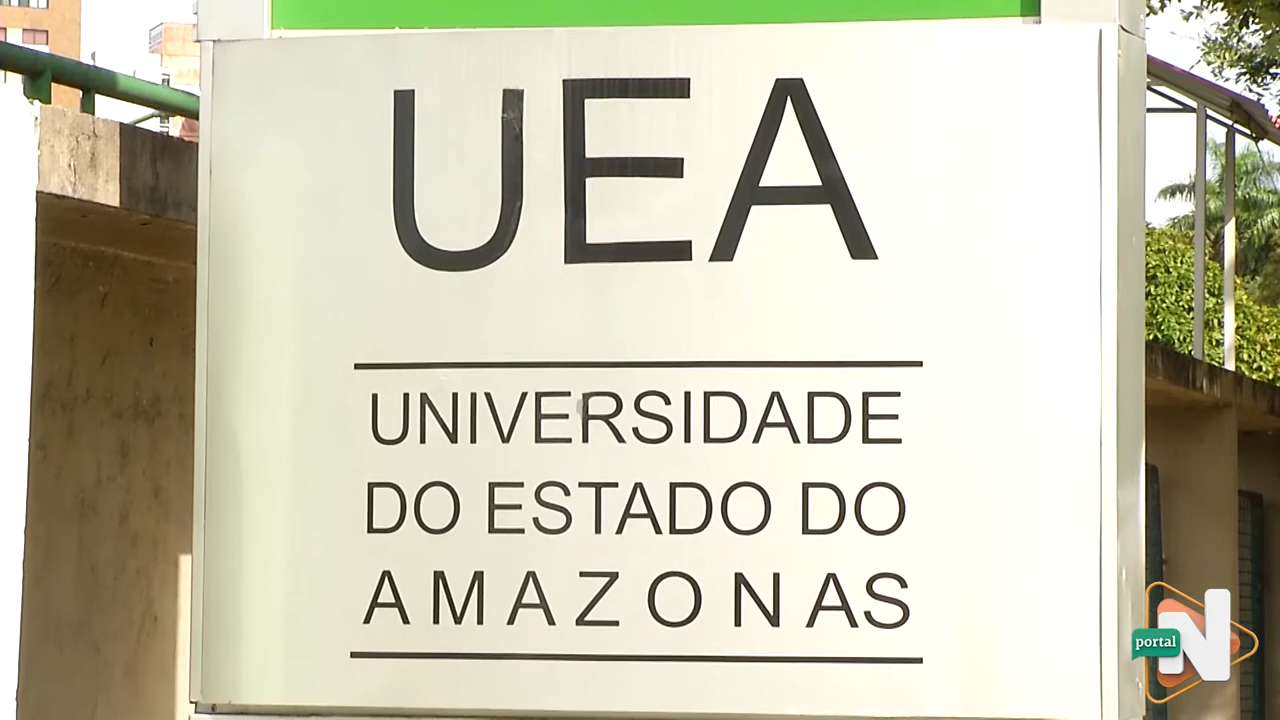 UEA
UNIVERSIDADE
DO ESTADO DO
AMAZONAS
portal
N